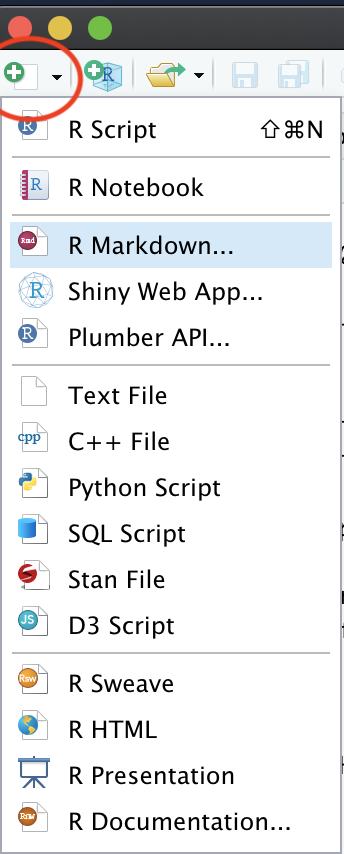 R Script ⇧⌘N
R Notebook
R Markdown...
Shiny Web App...
Plumber API...
Text File
C++ File
Python Script
SQL Script
Stan File
D3 Script
R Sweave
R HTML
R Presentation
R Documentation...